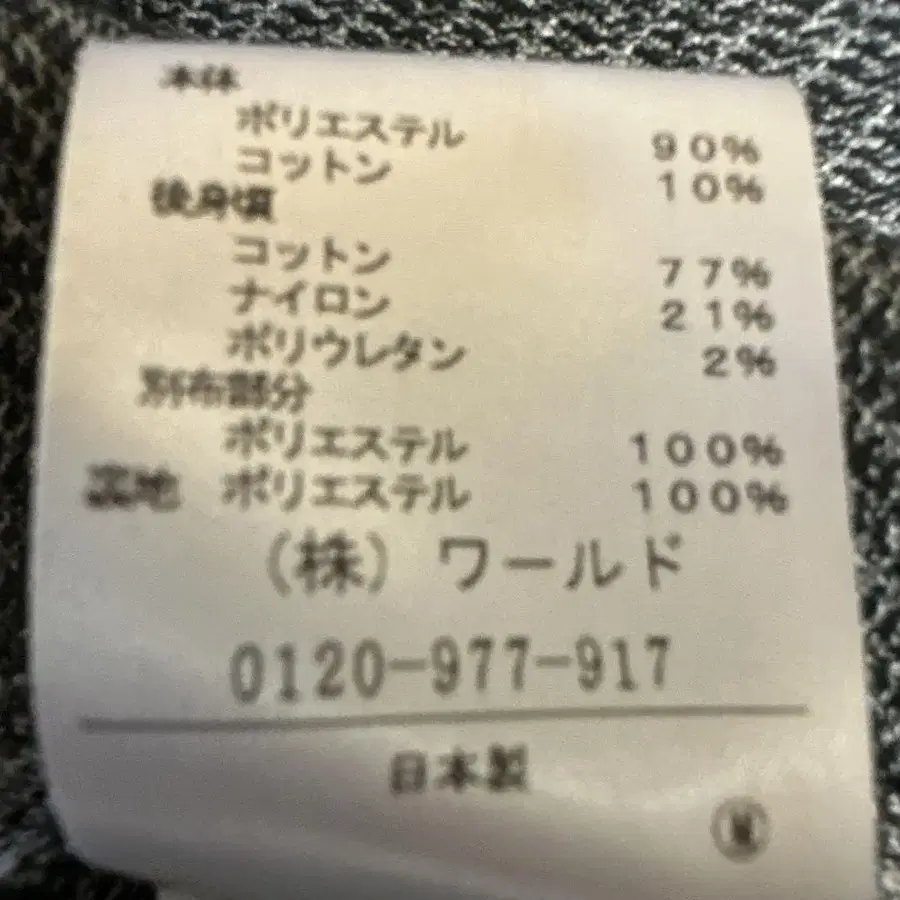 本体
ポリエステル 90%
コットン 10%
後身頃
コットン 77%
ナイロン 21%
ポリウレタン 2%
別布部分
ポリエステル 100%
裏地 ポリエステル 100%
(株) ワールド
0120-977-917
日本製